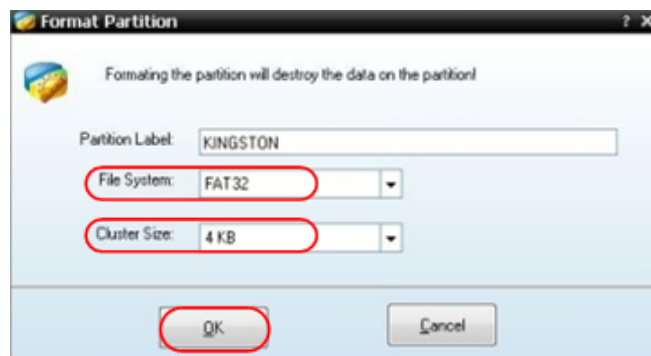 Format Partition ? X
Formating the partition will destroy the data on the partition!
Partition Label: KINGSTON
File System: FAT32
Cluster Size: 4 KB
OK Cancel